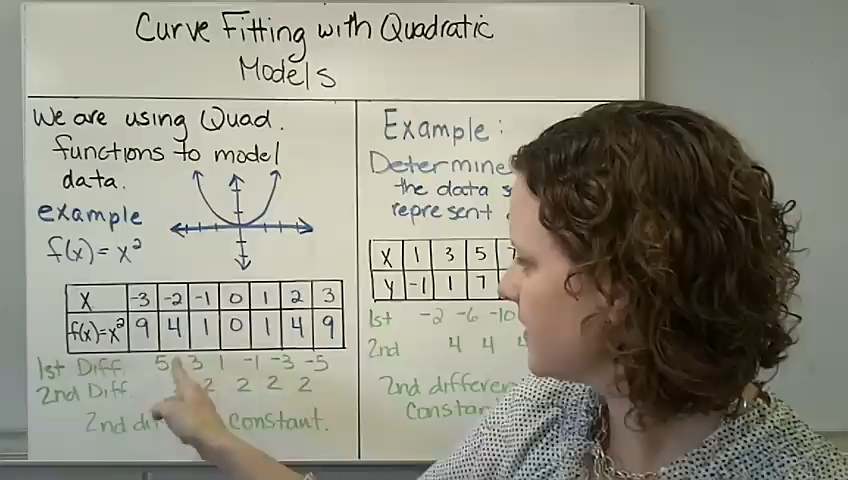 Curve Fitting with Quadratic
Models
We are using Quad.
functions to model
data.
example
f(x) = x²
X -3 -2 -1 0 1 2 3
f(x)=x² 9 4 1 0 1 4 9
1st Diff. 5 3 1 -1 -3 -5
2nd Diff. 2 2 2 2
2nd constant.
Example:
Determine
the data
represent
X 1 3 5 7
Y -1 1 7
1st -2 -6 -10
2nd 4 4
2nd